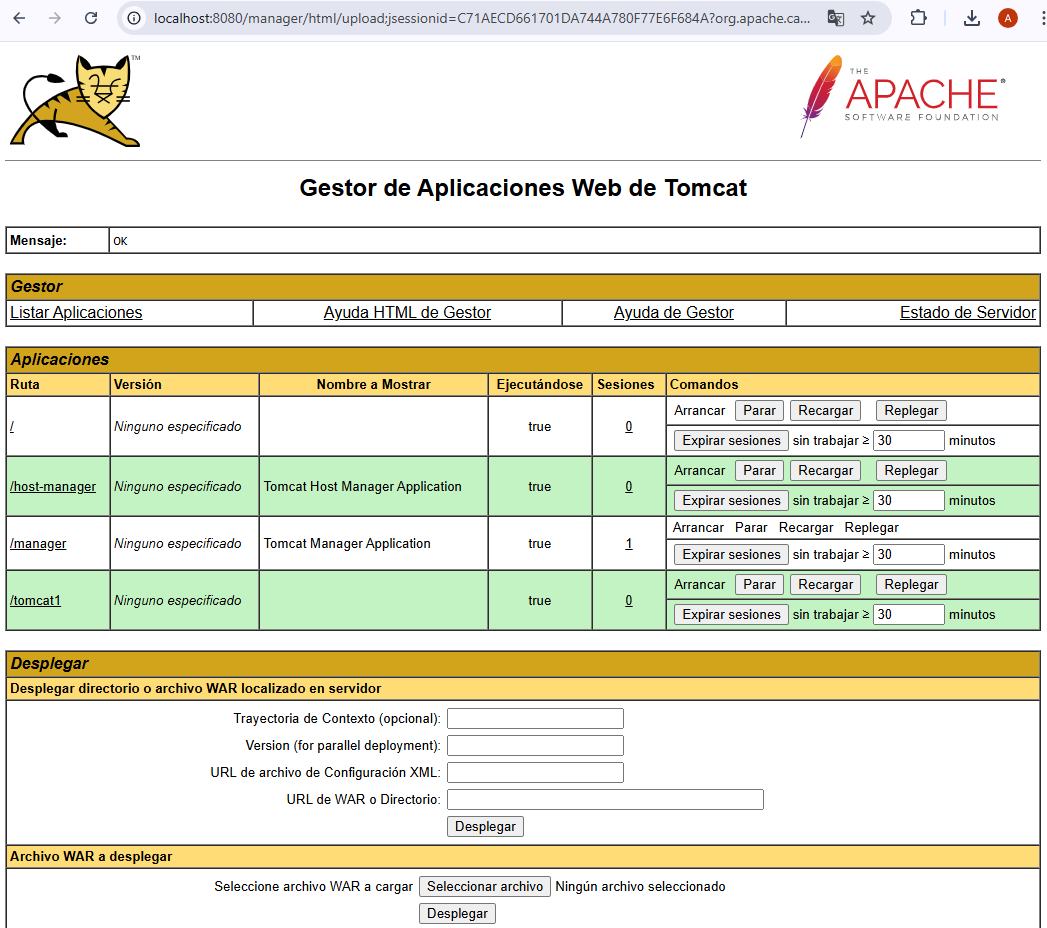 localhost:8080/manager/html/upload;jsessionid=C71AECD661701DA744A780F77E6F684A?org.apache.ca...
A
TM
THE
APACHE®
SOFTWARE FOUNDATION
Gestor de Aplicaciones Web de Tomcat
Mensaje: OK
Gestor
Listar Aplicaciones Ayuda HTML de Gestor Ayuda de Gestor Estado de Servidor
Aplicaciones
Ruta Versión Nombre a Mostrar Ejecutándose Sesiones Comandos
Arrancar Parar Recargar Replegar
/ Ninguno especificado true 0
Expirar sesiones sin trabajar ≥ 30 minutos
Arrancar Parar Recargar Replegar
/host-manager Ninguno especificado Tomcat Host Manager Application true 0
Expirar sesiones sin trabajar ≥ 30 minutos
Arrancar Parar Recargar Replegar
/manager Ninguno especificado Tomcat Manager Application true 1
Expirar sesiones sin trabajar ≥ 30 minutos
Arrancar Parar Recargar Replegar
/tomcat1 Ninguno especificado true 0
Expirar sesiones sin trabajar ≥ 30 minutos
Desplegar
Desplegar directorio o archivo WAR localizado en servidor
Trayectoria de Contexto (opcional):
Version (for parallel deployment):
URL de archivo de Configuración XML:
URL de WAR o Directorio:
Desplegar
Archivo WAR a desplegar
Seleccione archivo WAR a cargar Seleccionar archivo Ningún archivo seleccionado
Desplegar